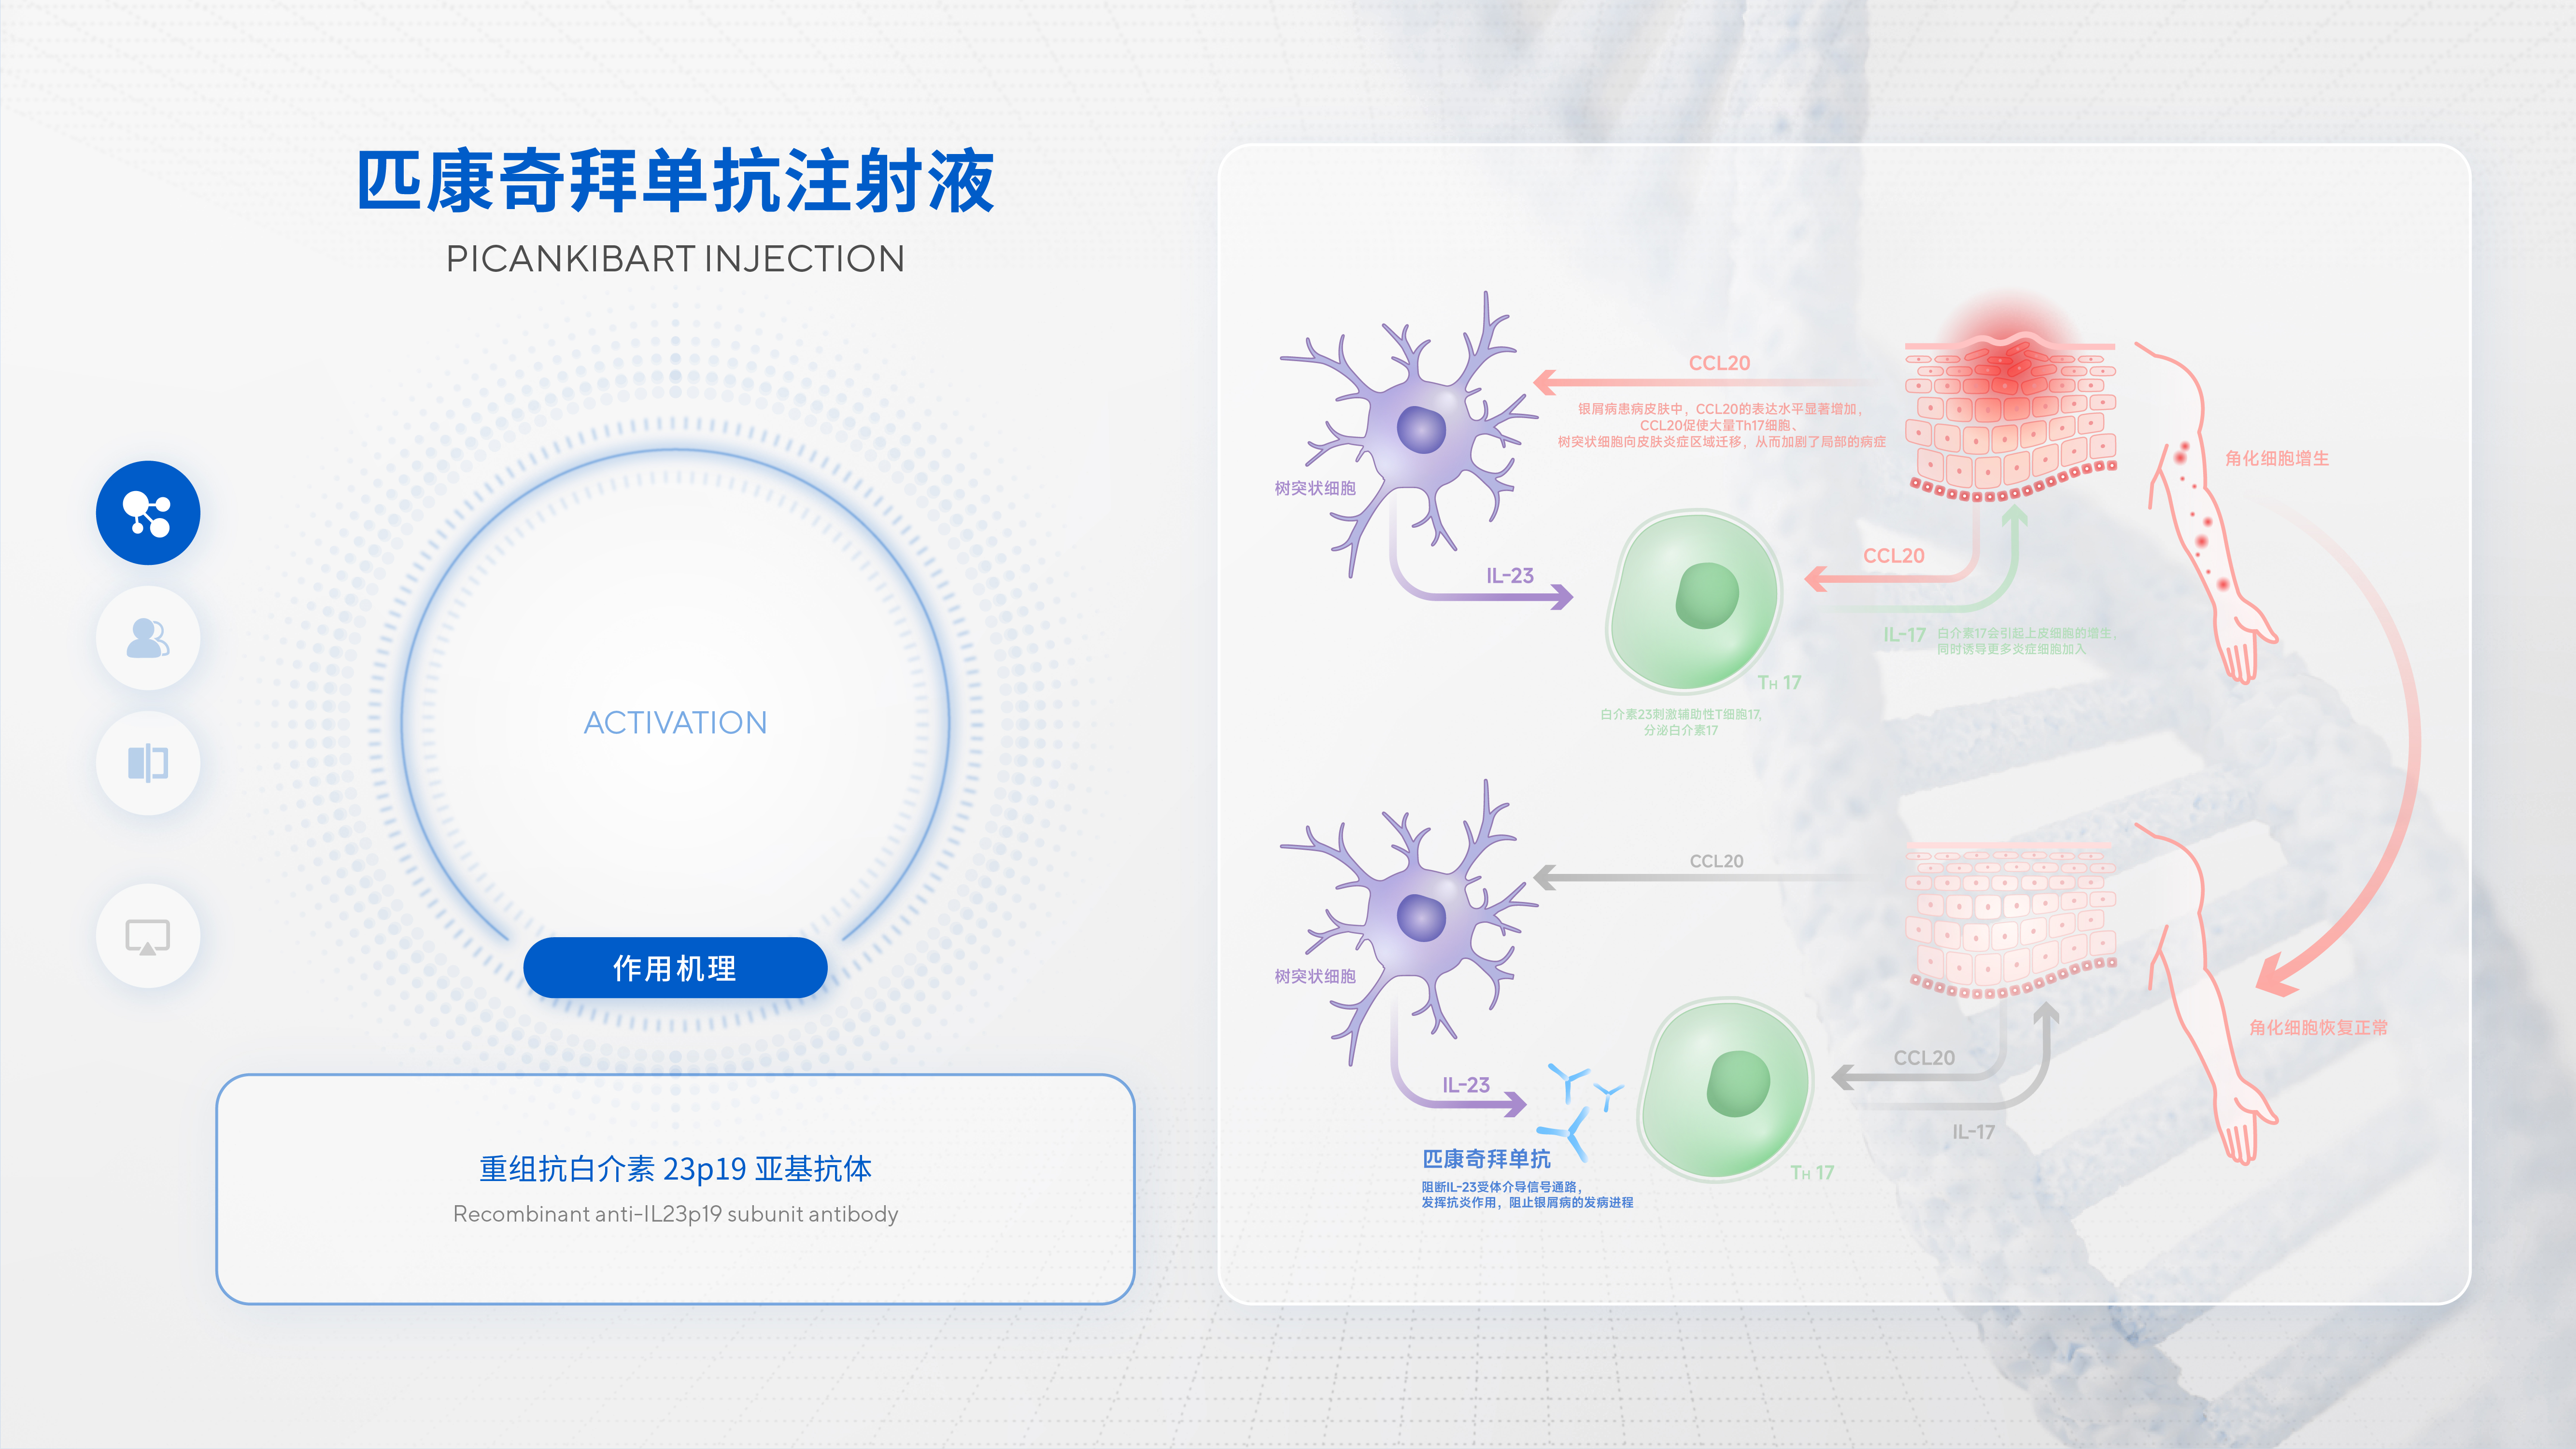 匹康奇拜单抗注射液
PICANKIBART INJECTION
ACTIVATION
作用机理
重组抗白介素 23p19 亚基抗体
Recombinant anti-IL23p19 subunit antibody
CCL20
银屑病患病皮肤中，CCL20的表达水平显著增加，
CCL20促使大量Th17细胞、
树突状细胞向皮肤炎症区域迁移，从而加剧了局部的病症
角化细胞增生
树突状细胞
IL-23
CCL20
IL-17
白介素17会引起上皮细胞的增生，
同时诱导更多炎症细胞加入
TH 17
白介素23刺激辅助性T细胞17,
分泌白介素17
CCL20
树突状细胞
角化细胞恢复正常
CCL20
IL-23
IL-17
匹康奇拜单抗
TH 17
阻断IL-23受体介导信号通路，
发挥抗炎作用，阻止银屑病的发病进程